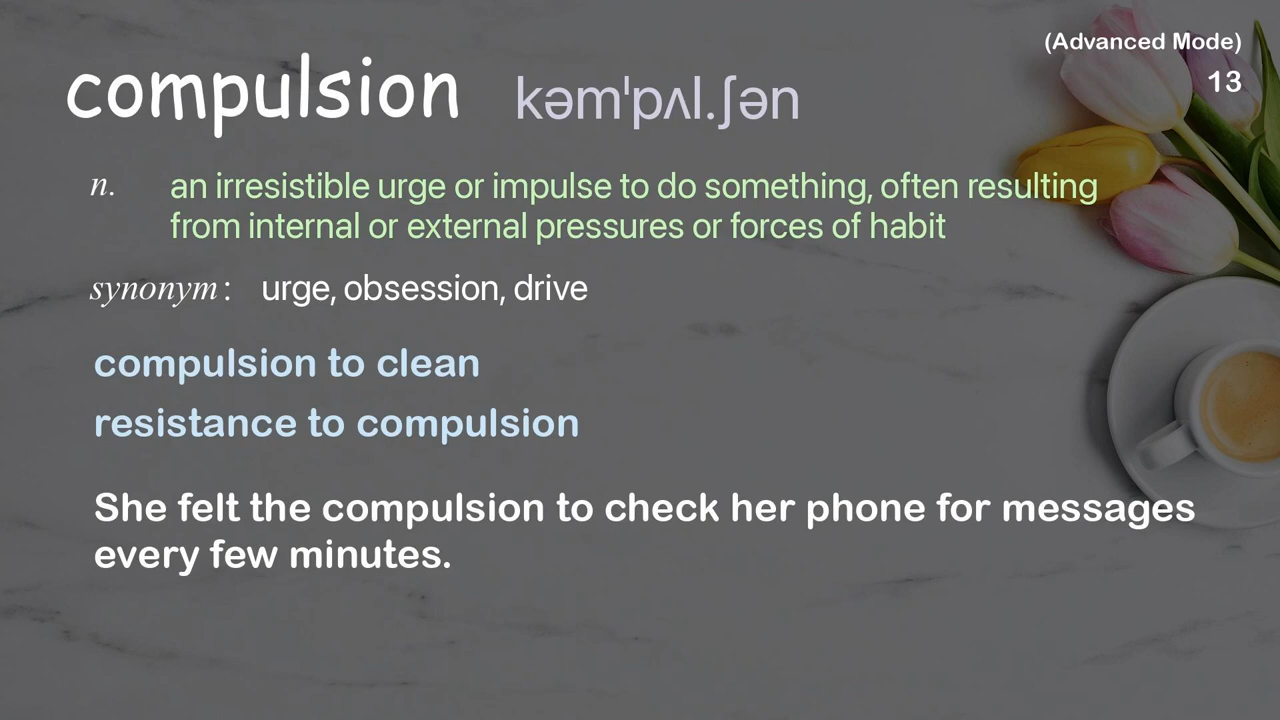 (Advanced Mode)
13
compulsion kəmˈpʌl.ʃən
n. an irresistible urge or impulse to do something, often resulting
from internal or external pressures or forces of habit
synonym : urge, obsession, drive
compulsion to clean
resistance to compulsion
She felt the compulsion to check her phone for messages
every few minutes.